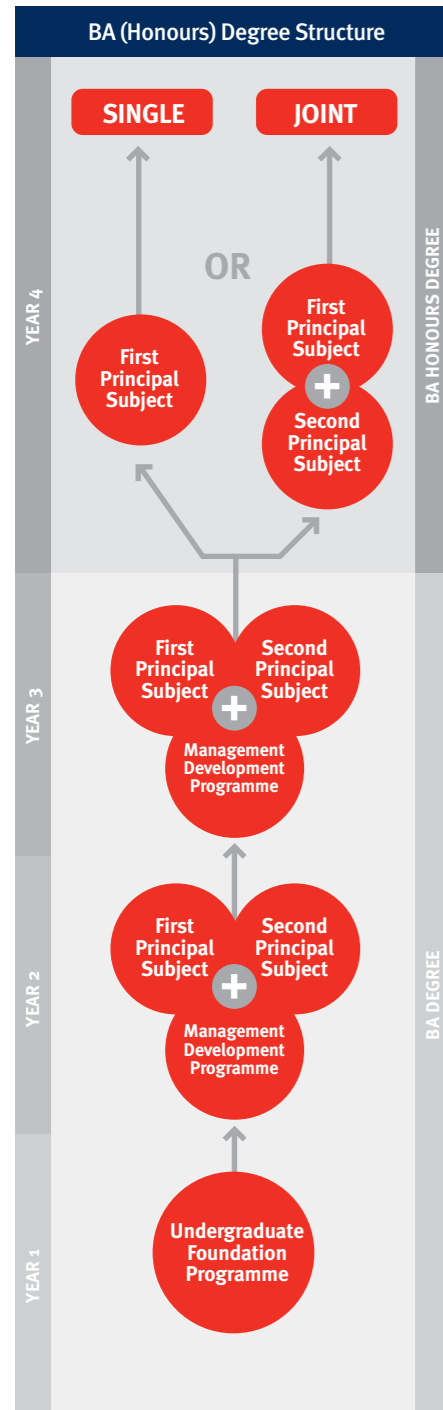 BA (Honours) Degree Structure
SINGLE
JOINT
OR
First
Principal
Subject
First
Principal
Subject
+
Second
Principal
Subject
YEAR 4
BA HONOURS DEGREE
First
Principal
Subject
Second
Principal
Subject
+
Management
Development
Programme
YEAR 3
First
Principal
Subject
Second
Principal
Subject
+
Management
Development
Programme
YEAR 2
BA DEGREE
Undergraduate
Foundation
Programme
YEAR 1